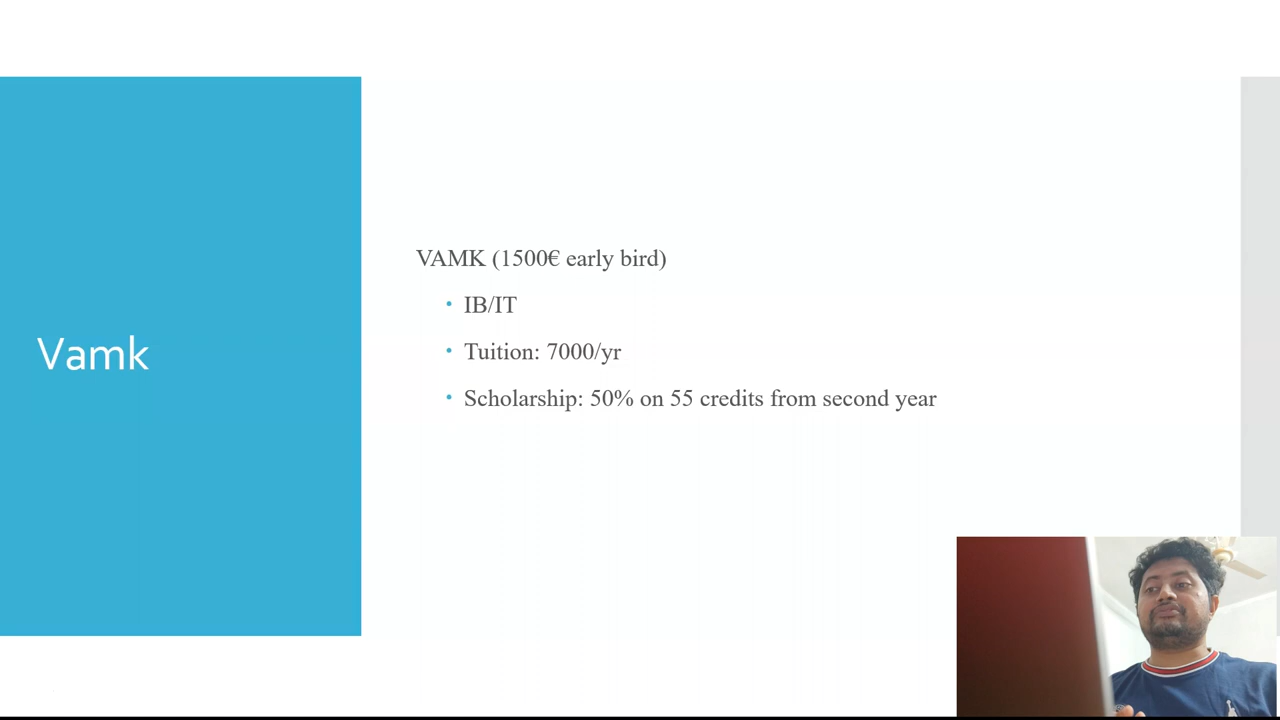 Vamk
VAMK (1500€ early bird)
• IB/IT
• Tuition: 7000/yr
• Scholarship: 50% on 55 credits from second year